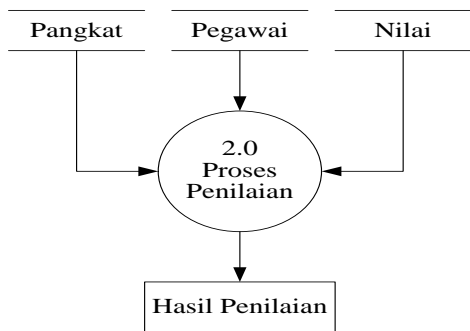 Pangkat
Pegawai
Nilai
2.0
Proses
Penilaian
Hasil Penilaian